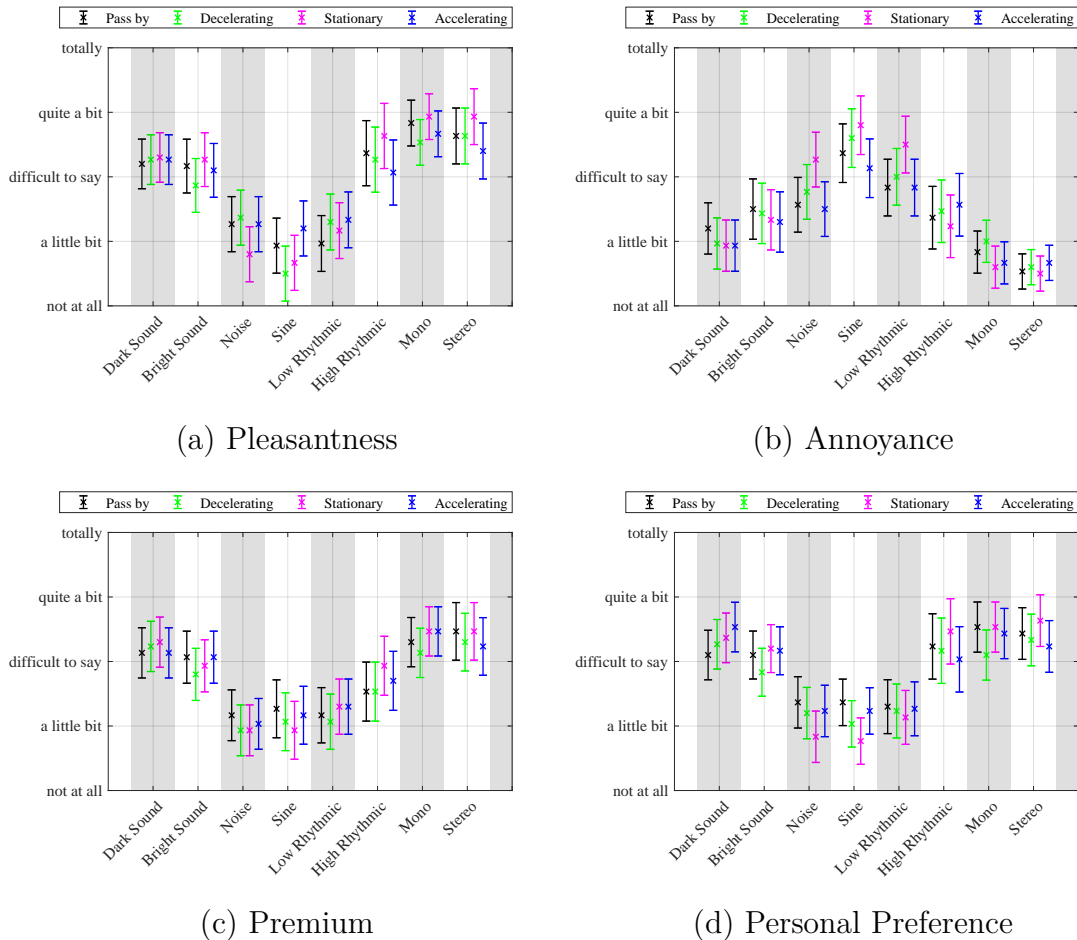 Pass by Decelerating Stationary Accelerating
totally
quite a bit
difficult to say
a little bit
not at all
Dark Sound
Bright Sound
Noise
Sine
Low Rhythmic
High Rhythmic
Mono
Stereo
(a) Pleasantness
Pass by Decelerating Stationary Accelerating
totally
quite a bit
difficult to say
a little bit
not at all
Dark Sound
Bright Sound
Noise
Sine
Low Rhythmic
High Rhythmic
Mono
Stereo
(b) Annoyance
Pass by Decelerating Stationary Accelerating
totally
quite a bit
difficult to say
a little bit
not at all
Dark Sound
Bright Sound
Noise
Sine
Low Rhythmic
High Rhythmic
Mono
Stereo
(c) Premium
Pass by Decelerating Stationary Accelerating
totally
quite a bit
difficult to say
a little bit
not at all
Dark Sound
Bright Sound
Noise
Sine
Low Rhythmic
High Rhythmic
Mono
Stereo
(d) Personal Preference